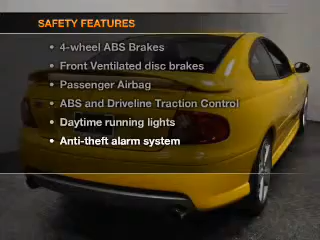 SAFETY FEATURES
• 4-wheel ABS Brakes
• Front Ventilated disc brakes
• Passenger Airbag
• ABS and Driveline Traction Control
• Daytime running lights
• Anti-theft alarm system